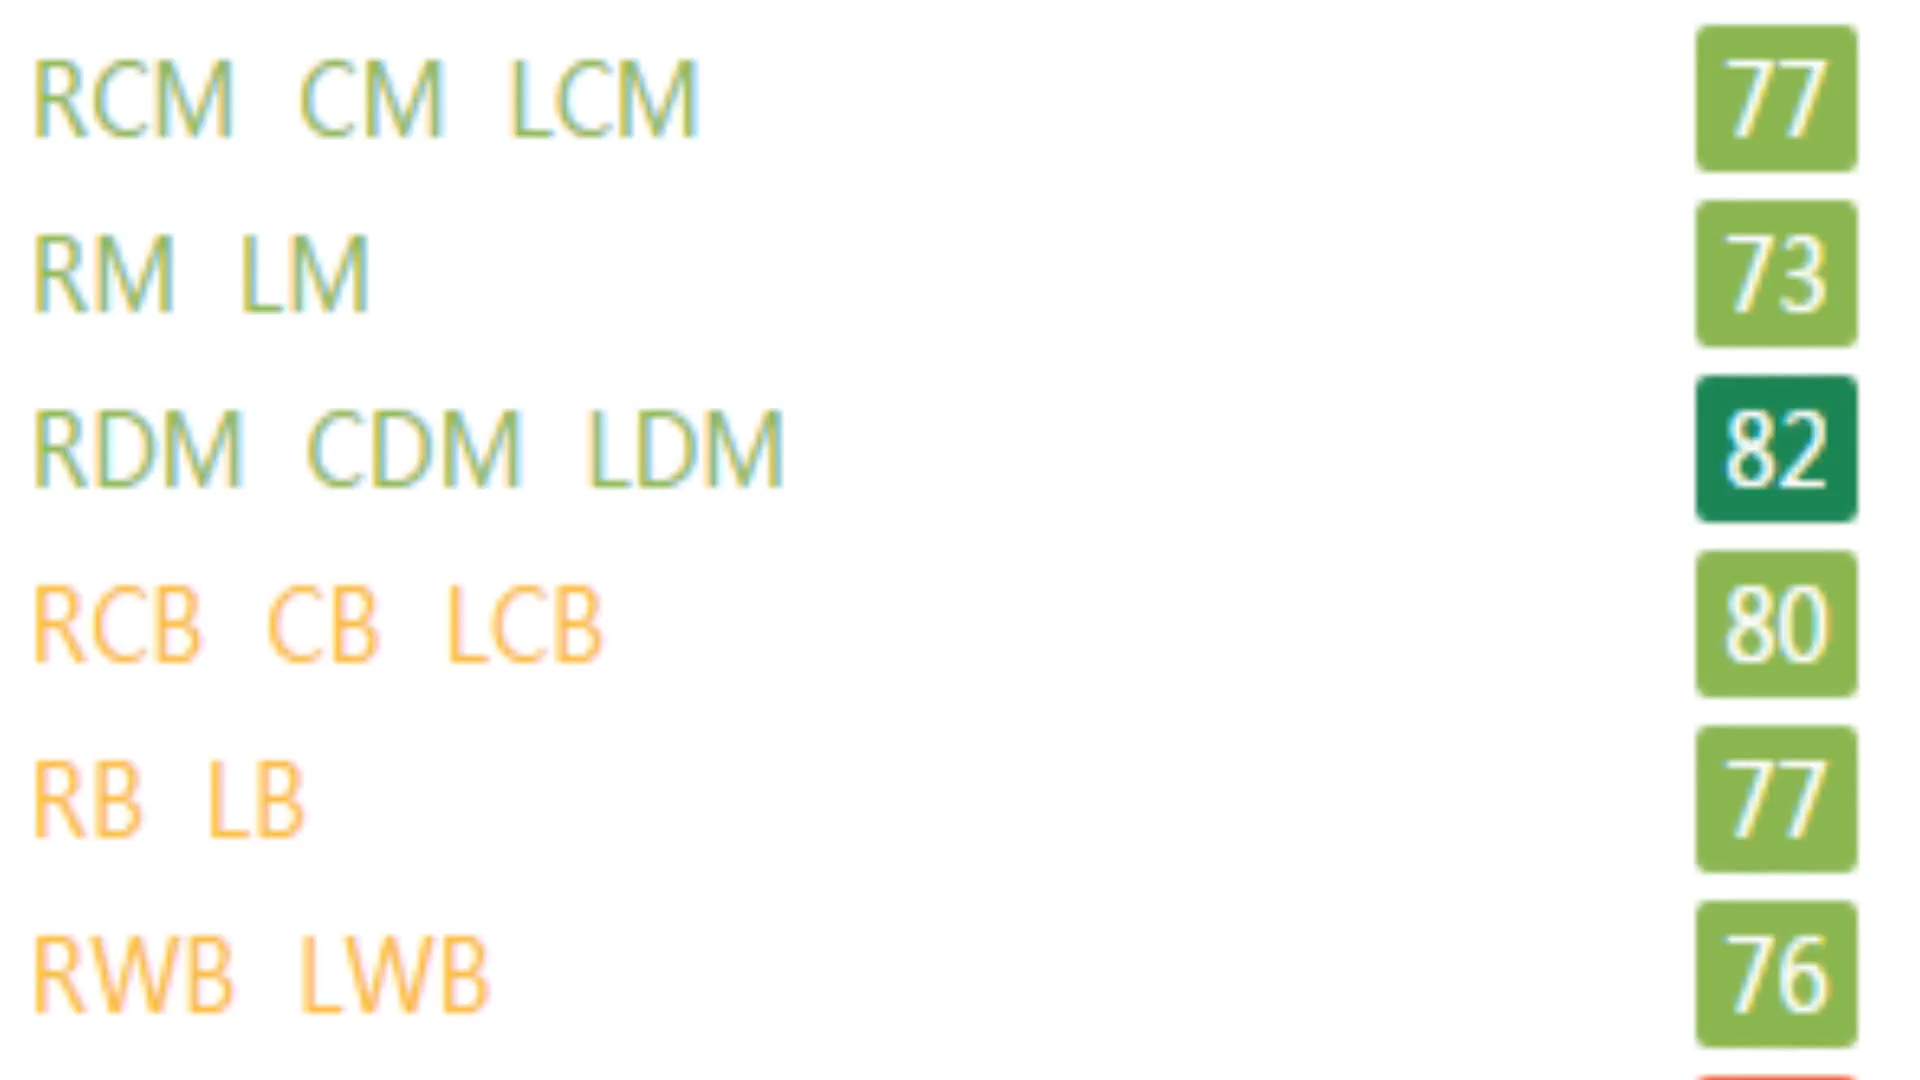 RCM CM LCM 77
RM LM 73
RDM CDM LDM 82
RCB CB LCB 80
RB LB 77
RWB LWB 76